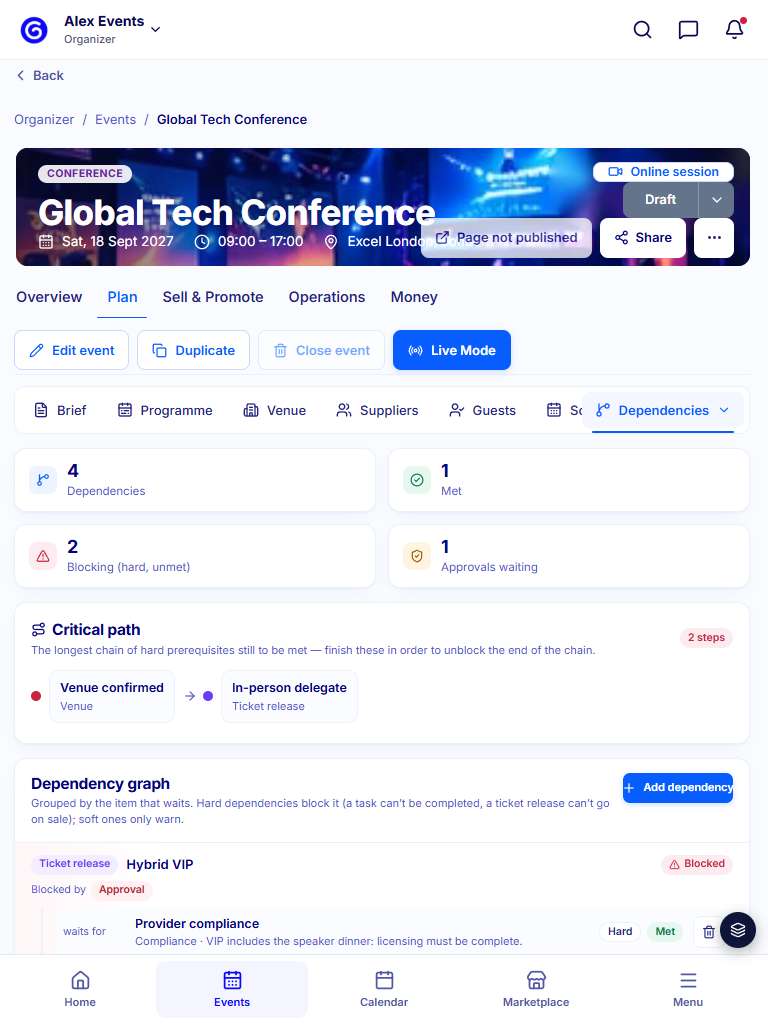 Alex Events
Organizer
Back
Organizer / Events / Global Tech Conference
CONFERENCE
Online session
Draft
Global Tech Conference
Sat, 18 Sept 2027 09:00 – 17:00 Excel London
Page not published
Share
Overview Plan Sell & Promote Operations Money
Edit event Duplicate Close event Live Mode
Brief Programme Venue Suppliers Guests Sc Dependencies
4
Dependencies
1
Met
2
Blocking (hard, unmet)
1
Approvals waiting
Critical path
2 steps
The longest chain of hard prerequisites still to be met — finish these in order to unblock the end of the chain.
Venue confirmed
Venue
In-person delegate
Ticket release
Dependency graph
Add dependency
Grouped by the item that waits. Hard dependencies block it (a task can't be completed, a ticket release can't go
on sale); soft ones only warn.
Ticket release Hybrid VIP
Blocked
Blocked by Approval
waits for
Provider compliance
Compliance · VIP includes the speaker dinner: licensing must be complete.
Hard Met
Home Events Calendar Marketplace Menu